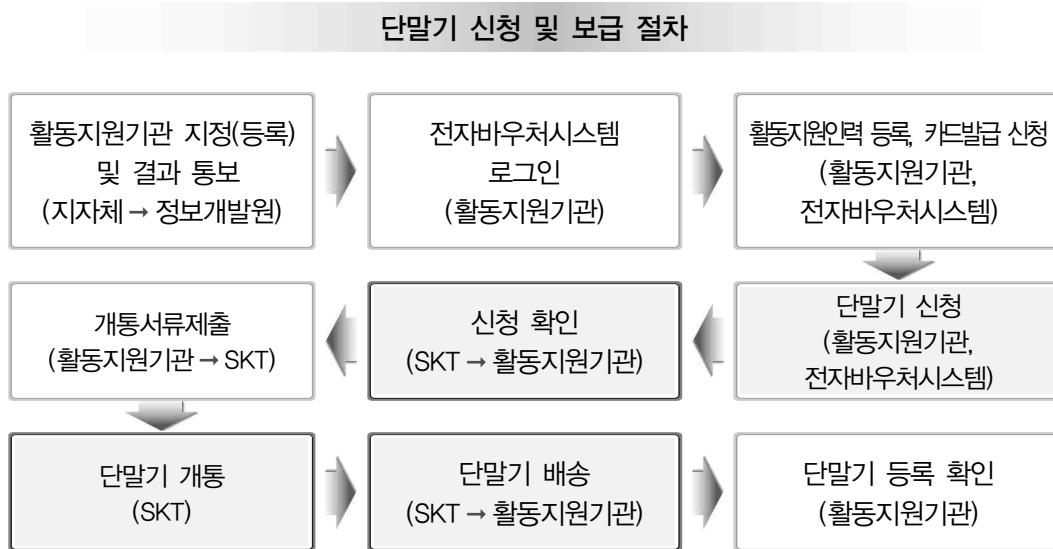 단말기 신청 및 보급 절차
활동지원기관 지정(등록)
및 결과 통보
(지자체 → 정보개발원)
전자바우처시스템
로그인
(활동지원기관)
활동지원인력 등록, 카드발급 신청
(활동지원기관,
전자바우처시스템)
단말기 신청
(활동지원기관,
전자바우처시스템)
신청 확인
(SKT → 활동지원기관)
개통서류제출
(활동지원기관 → SKT)
단말기 개통
(SKT)
단말기 배송
(SKT → 활동지원기관)
단말기 등록 확인
(활동지원기관)